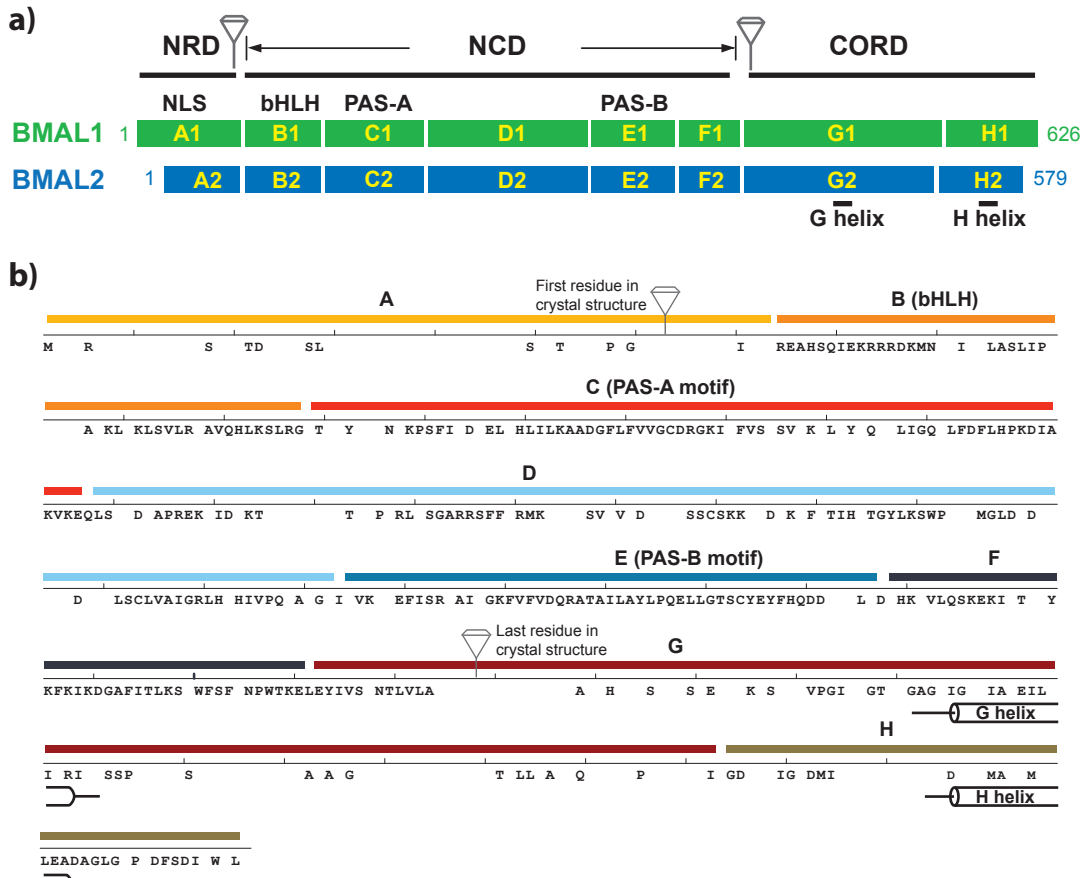 a)
NRD NCD CORD
NLS bHLH PAS-A PAS-B
BMAL1 1 A1 B1 C1 D1 E1 F1 G1 H1 626
BMAL2 1 A2 B2 C2 D2 E2 F2 G2 H2 579
G helix H helix
b)
First residue in
crystal structure
A B (bHLH)
M R S TD SL S T P G I REAHSQIEKRRRDKMN I LASLIP
C (PAS-A motif)
A KL KLSVLR AVQHLKSLRG T Y N KPSFI D EL HLILKAADGFLFVVGCDRGKI FVS SV K L Y Q LIGQ LFDFLHPKDIA
D
KVKEQLS D APREK ID KT T P RL SGARRSFF RMK SV V D SSCSKK D K F TIH TGYLKSWP MGLD D
E (PAS-B motif) F
D LSCLVAIGRLH HIVPQ A G I VK EFISR AI GKFVFVDQRATAILAYLPQELLGTSCYEYFHQDD L D HK VLQSKEKI T Y
Last residue in
crystal structure
G
KFKIKDGAFITLKS WFSF NPWTKELEYIVS NTLVLA A H S S E K S VPGI GT GAG IG IA EIL
G helix
H
I RI SSP S A A G T LL A Q P I GD IG DMI D MA M
H helix
LEADAGLG P DFSDI W L